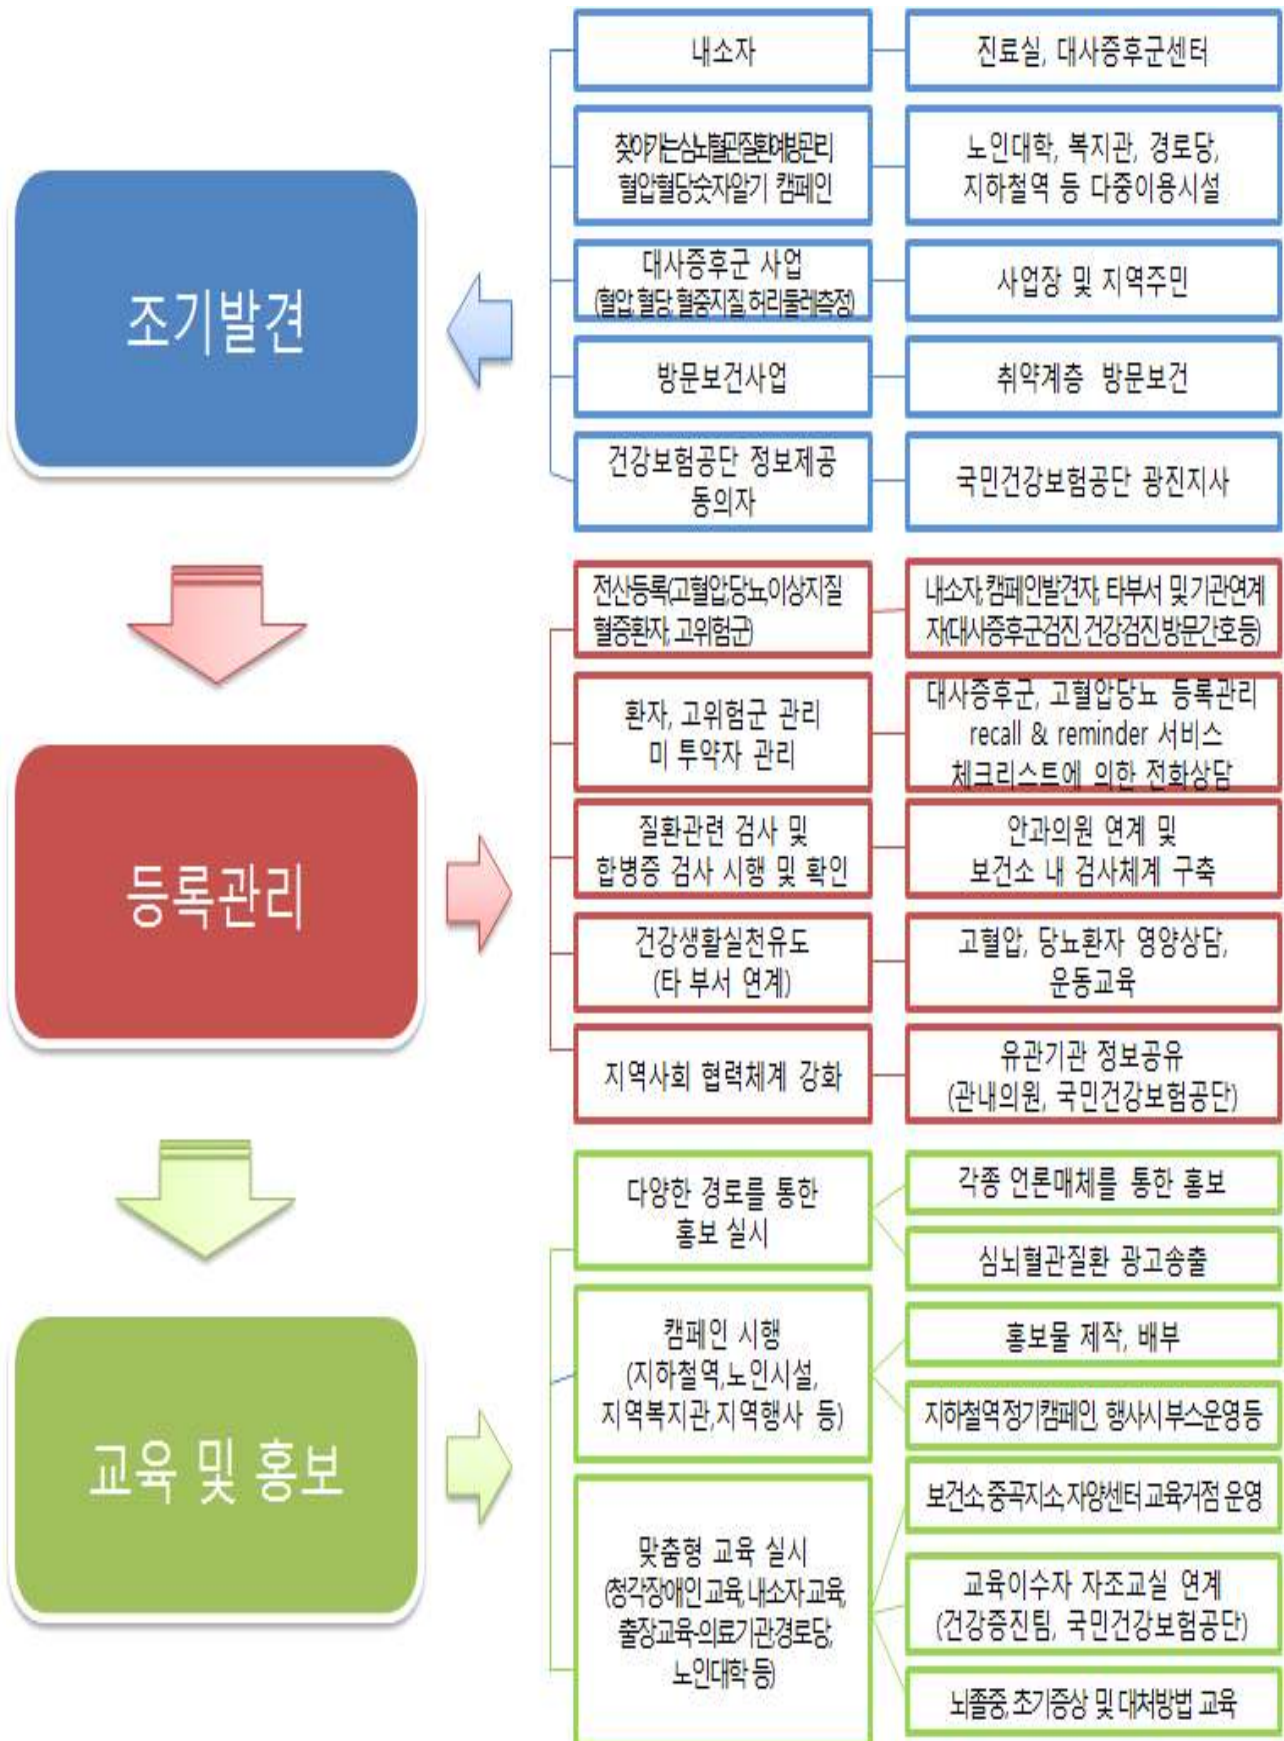 조기발견
내소자
진료실, 대사증후군센터
찾아가는심뇌혈관질환예방관리
혈압혈당숫자알기 캠페인
노인대학, 복지관, 경로당,
지하철역 등 다중이용시설
대사증후군 사업
(혈압, 혈당, 혈중지질, 허리둘레측정)
사업장 및 지역주민
방문보건사업
취약계층 방문보건
건강보험공단 정보제공
동의자
국민건강보험공단 광진지사
등록관리
전산등록(고혈압,당뇨,이상지질
혈증환자, 고위험군)
내소자, 캠페인발견자, 타부서 및 기관연계
자(대사증후군검진, 건강검진,방문간호 등)
환자, 고위험군 관리
미 투약자 관리
대사증후군, 고혈압당뇨 등록관리
recall & reminder 서비스
체크리스트에 의한 전화상담
질환관련 검사 및
합병증 검사 시행 및 확인
안과의원 연계 및
보건소 내 검사체계 구축
건강생활실천유도
(타 부서 연계)
고혈압, 당뇨환자 영양상담,
운동교육
지역사회 협력체계 강화
유관기관 정보공유
(관내의원, 국민건강보험공단)
교육 및 홍보
다양한 경로를 통한
홍보 실시
각종 언론매체를 통한 홍보
심뇌혈관질환 광고송출
캠페인 시행
(지하철역,노인시설,
지역복지관,지역행사 등)
홍보물 제작, 배부
지하철역 정기캠페인, 행사시 부스운영 등
맞춤형 교육 실시
(청각장애인 교육, 내소자 교육,
출장교육-의료기관,경로당,
노인대학 등)
보건소, 중곡지소, 자양센터 교육거점 운영
교육이수자 자조교실 연계
(건강증진팀, 국민건강보험공단)
뇌졸중, 초기증상 및 대처방법 교육